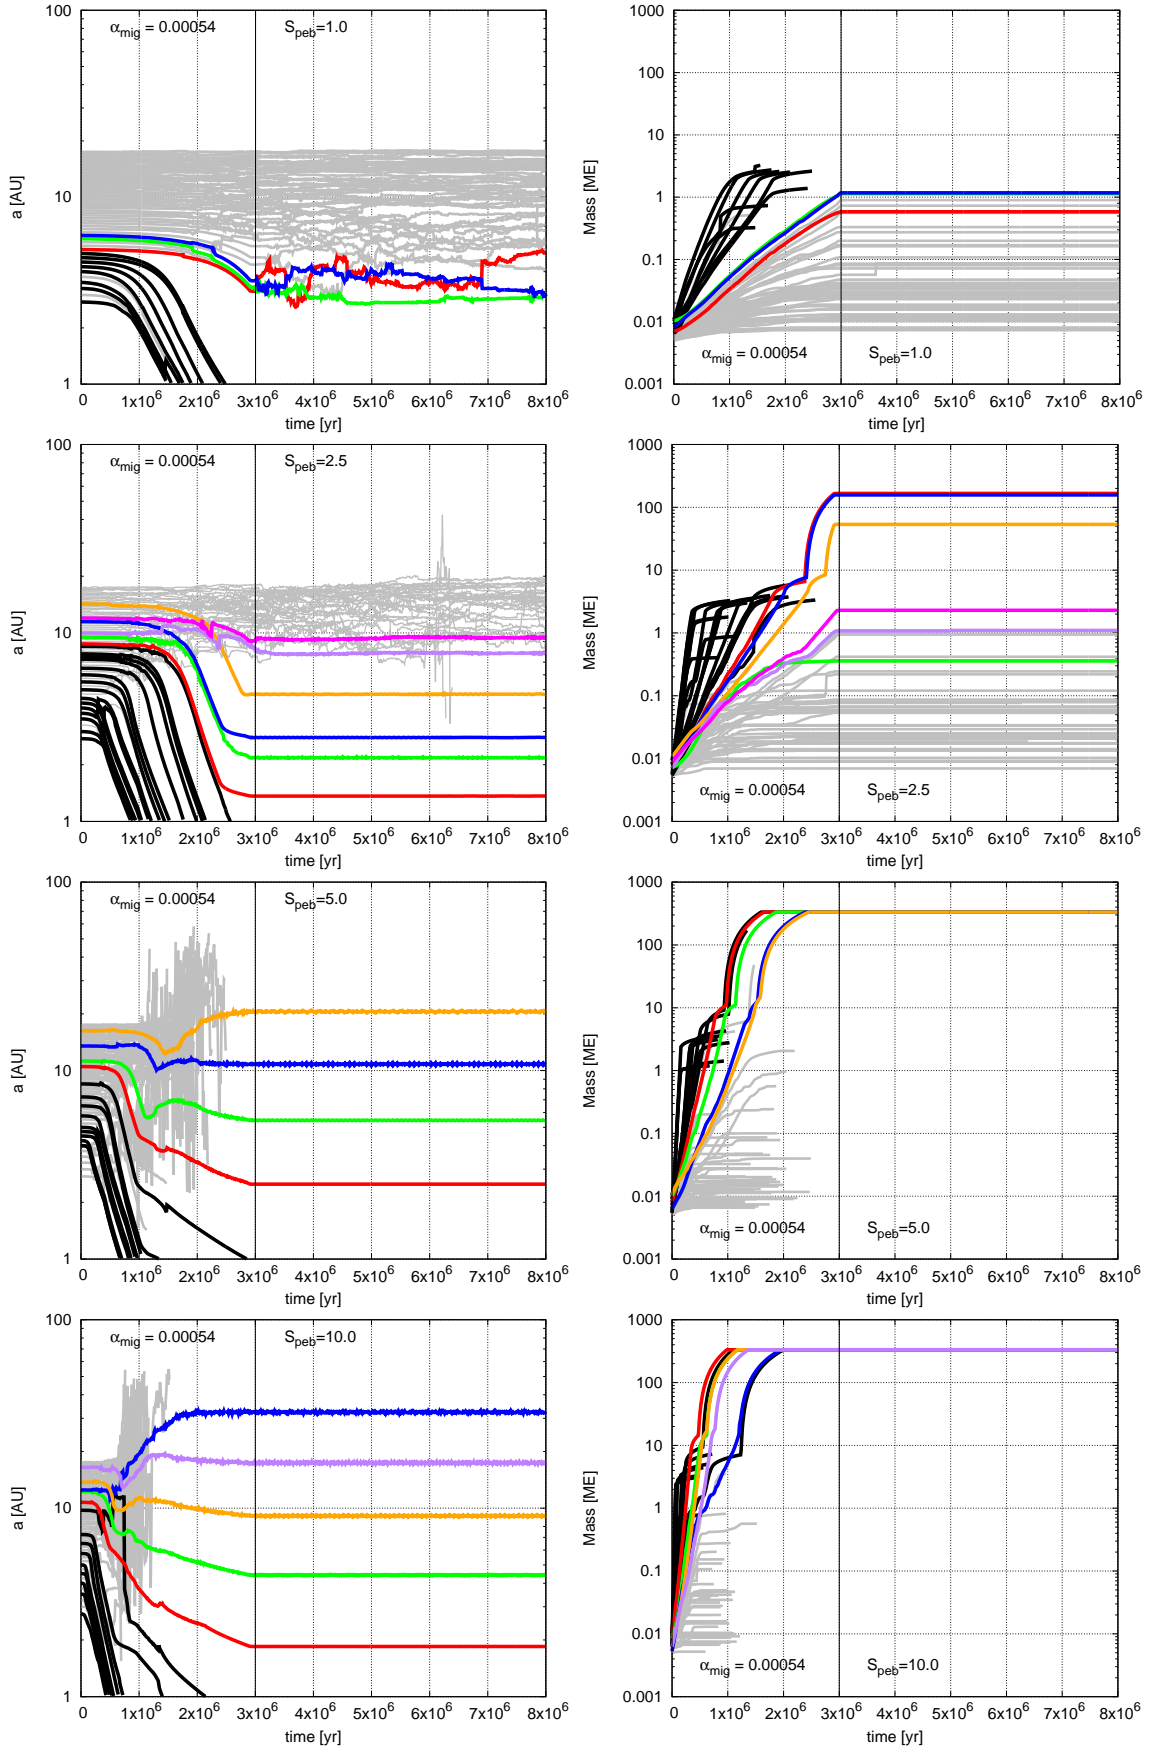 100
α_mig = 0.00054 S_peb=1.0
a [AU]
10
1
0 1x10^6 2x10^6 3x10^6 4x10^6 5x10^6 6x10^6 7x10^6 8x10^6
time [yr]
1000
100
10
Mass [ME]
1
0.1
0.01
α_mig = 0.00054 S_peb=1.0
0.001
0 1x10^6 2x10^6 3x10^6 4x10^6 5x10^6 6x10^6 7x10^6 8x10^6
time [yr]
100
α_mig = 0.00054 S_peb=2.5
a [AU]
10
1
0 1x10^6 2x10^6 3x10^6 4x10^6 5x10^6 6x10^6 7x10^6 8x10^6
time [yr]
1000
100
10
Mass [ME]
1
0.1
0.01
α_mig = 0.00054 S_peb=2.5
0.001
0 1x10^6 2x10^6 3x10^6 4x10^6 5x10^6 6x10^6 7x10^6 8x10^6
time [yr]
100
α_mig = 0.00054 S_peb=5.0
a [AU]
10
1
0 1x10^6 2x10^6 3x10^6 4x10^6 5x10^6 6x10^6 7x10^6 8x10^6
time [yr]
1000
100
10
Mass [ME]
1
0.1
0.01
α_mig = 0.00054 S_peb=5.0
0.001
0 1x10^6 2x10^6 3x10^6 4x10^6 5x10^6 6x10^6 7x10^6 8x10^6
time [yr]
100
α_mig = 0.00054 S_peb=10.0
a [AU]
10
1
0 1x10^6 2x10^6 3x10^6 4x10^6 5x10^6 6x10^6 7x10^6 8x10^6
time [yr]
1000
100
10
Mass [ME]
1
0.1
0.01
α_mig = 0.00054 S_peb=10.0
0.001
0 1x10^6 2x10^6 3x10^6 4x10^6 5x10^6 6x10^6 7x10^6 8x10^6
time [yr]